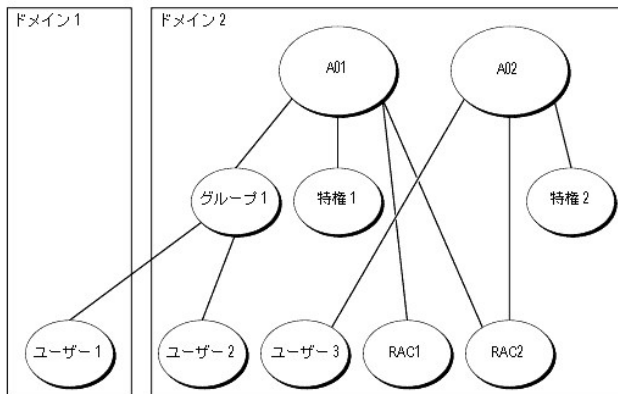 ドメイン1
ドメイン2
A01
A02
グループ1
特権1
特権2
ユーザー1
ユーザー2
ユーザー3
RAC1
RAC2